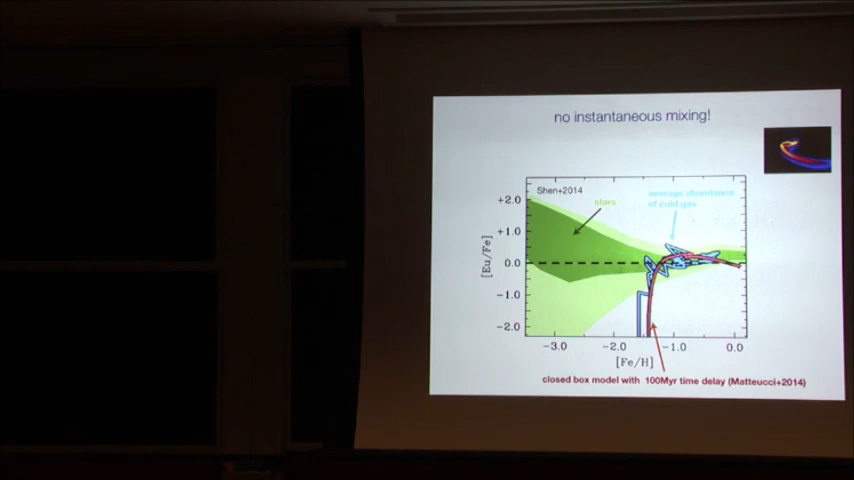 no instantaneous mixing!
Shen+2014
stars
average abundance
of cold gas
[Eu/Fe]
+2.0
+1.0
0.0
-1.0
-2.0
-3.0
-2.0
-1.0
0.0
[Fe/H]
closed box model with 100Myr time delay (Matteucci+2014)